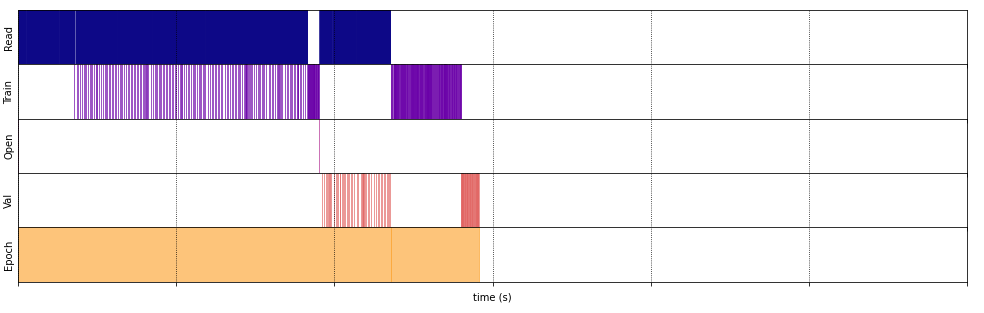 Read
Train
Open
Val
Epoch
time (s)